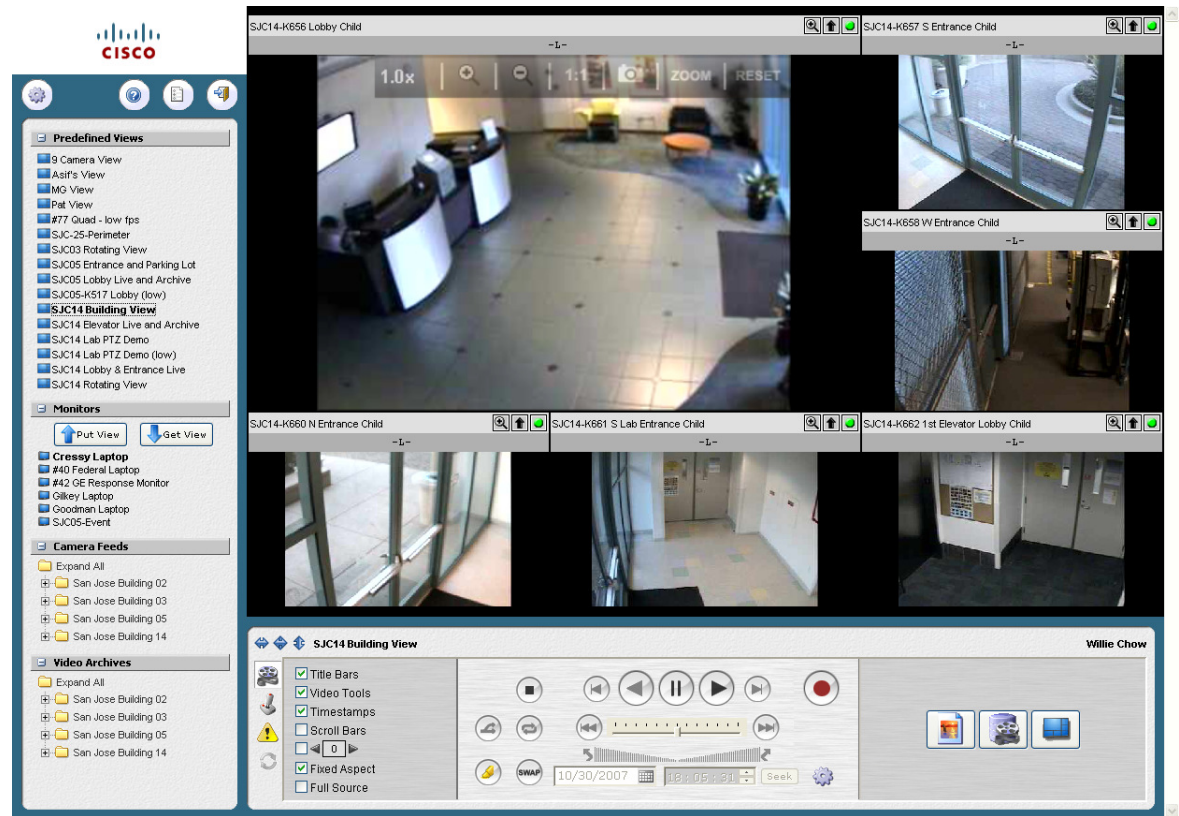 CISCO
Predefined Views
9 Camera View
Asif's View
MG View
Pat View
#77 Quad - low fps
SJC-25-Perimeter
SJC03 Rotating View
SJC05 Entrance and Parking Lot
SJC05 Lobby Live and Archive
SJC05-K517 Lobby (low)
SJC14 Building View
SJC14 Elevator Live and Archive
SJC14 Lab PTZ Demo
SJC14 Lab PTZ Demo (low)
SJC14 Lobby & Entrance Live
SJC14 Rotating View
Monitors
Put View
Get View
Cressy Laptop
#40 Federal Laptop
#42 GE Response Monitor
Gilkey Laptop
Goodman Laptop
SJC05-Event
Camera Feeds
Expand All
San Jose Building 02
San Jose Building 03
San Jose Building 05
San Jose Building 14
Video Archives
Expand All
San Jose Building 02
San Jose Building 03
San Jose Building 05
San Jose Building 14
SJC14-K656 Lobby Child
-L-
1.0x 1:1 ZOOM RESET
SJC14-K657 S Entrance Child
-L-
SJC14-K658 W Entrance Child
-L-
SJC14-K660 N Entrance Child
-L-
SJC14-K661 S Lab Entrance Child
-L-
SJC14-K662 1st Elevator Lobby Child
-L-
SJC14 Building View
Willie Chow
Title Bars
Video Tools
Timestamps
Scroll Bars
0
Fixed Aspect
Full Source
SWAP
10/30/2007
18:05:31
Seek